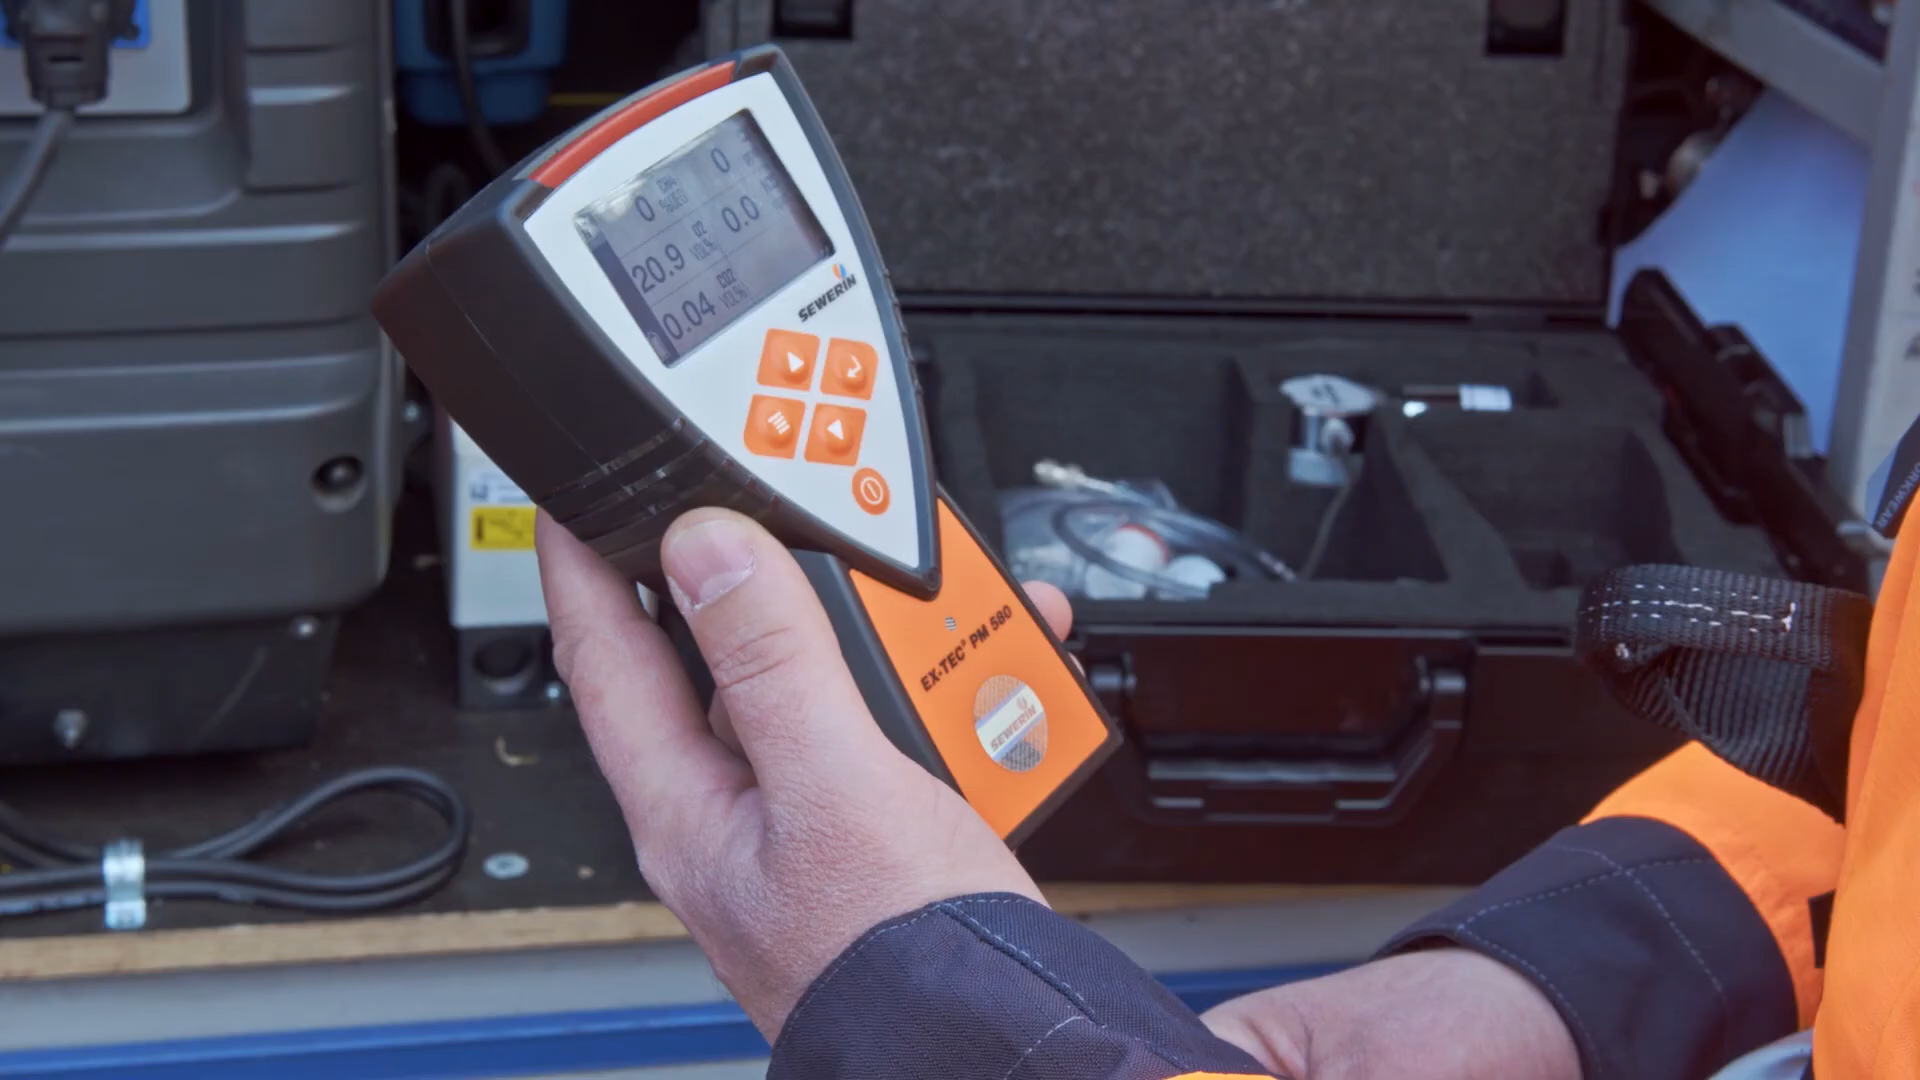 0 CH4 %UEG
0
20.9 O2 VOL%
0.0
0.04 CO2 VOL%
SEWERIN
EX-TEC® PM 580
SEWERIN